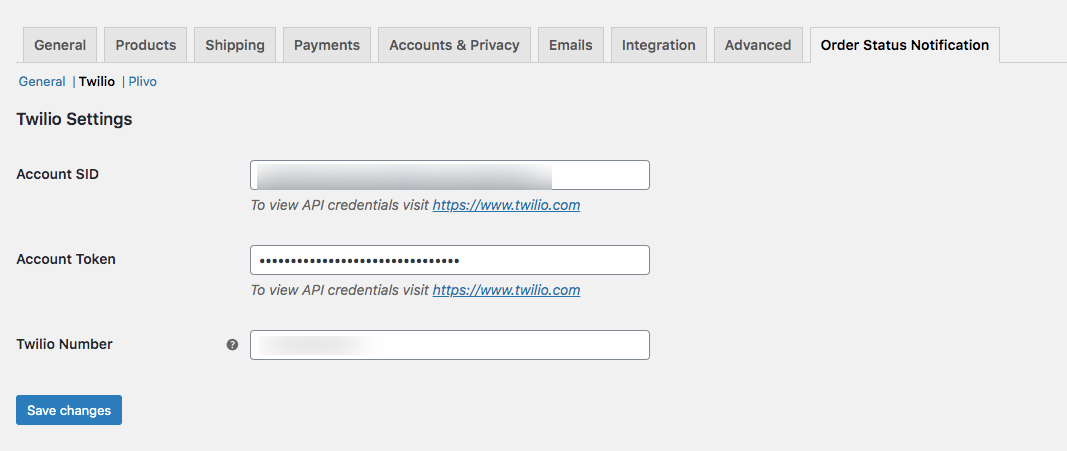 General Products Shipping Payments Accounts & Privacy Emails Integration Advanced Order Status Notification
General | Twilio | Plivo
Twilio Settings
Account SID
To view API credentials visit https://www.twilio.com
Account Token ••••••••••••••••••••••••••••••••
To view API credentials visit https://www.twilio.com
Twilio Number ?
Save changes